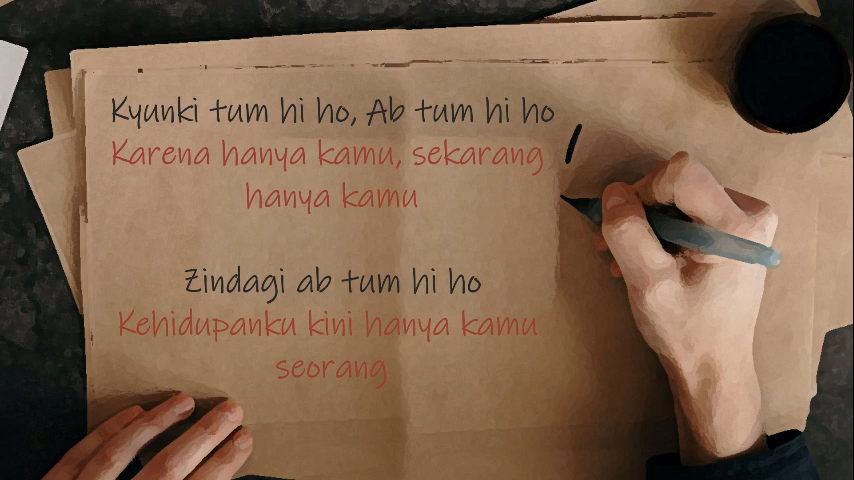 Kyunki tum hi ho, Ab tum hi ho
Karena hanya kamu, sekarang
hanya kamu
Zindagi ab tum hi ho
Kehidupanku kini hanya kamu
seorang